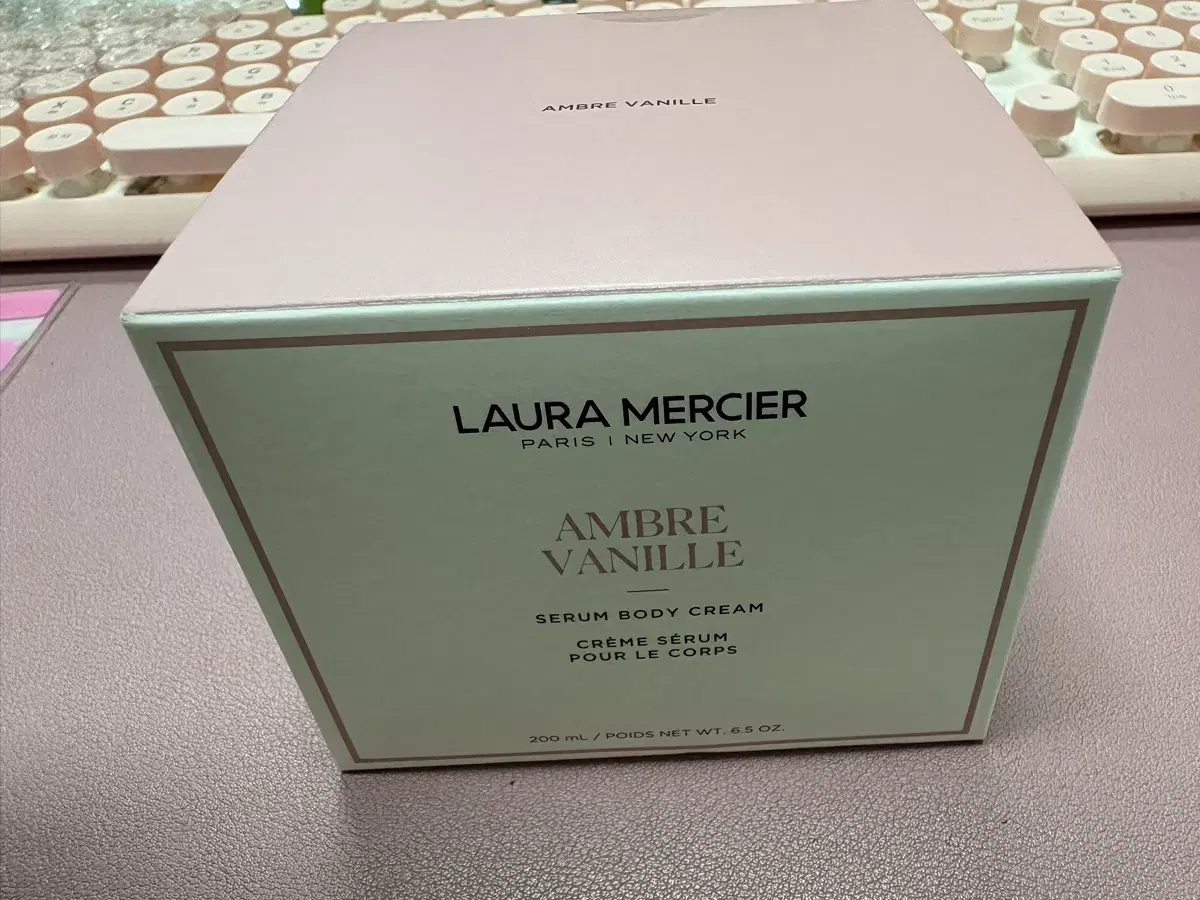 AMBRE VANILLE
LAURA MERCIER
PARIS | NEW YORK
AMBRE
VANILLE
SERUM BODY CREAM
CRÈME SÉRUM
POUR LE CORPS
200 mL / POIDS NET WT. 6.5 OZ.